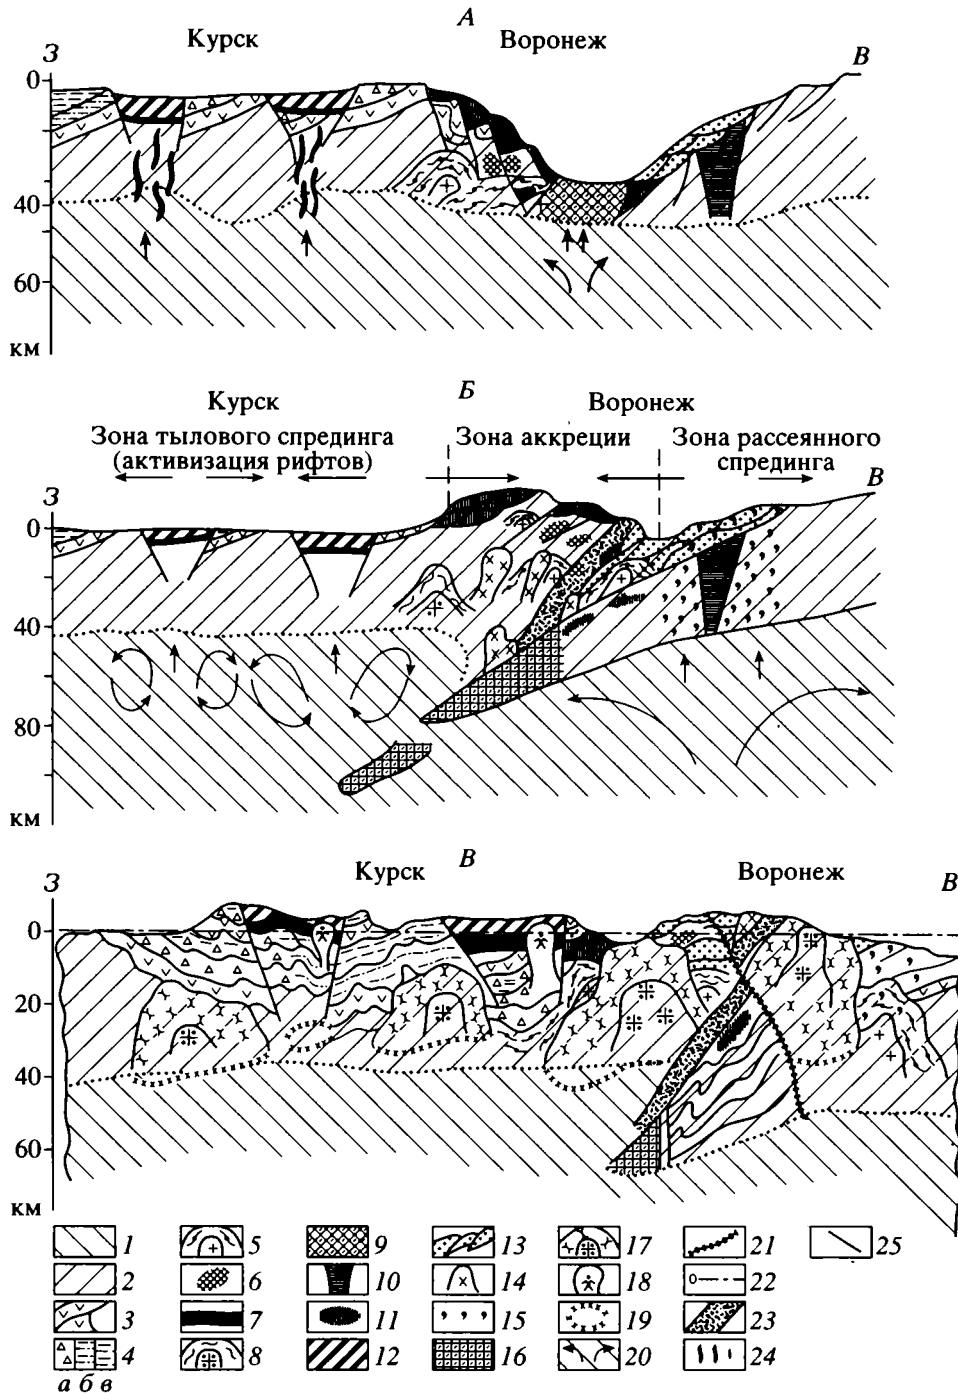 А
Курск Воронеж
З В
0
40
60
км
Б
Курск Воронеж
Зона тылового спрединга Зона аккреции Зона рассеянного
(активизация рифтов) спрединга
З В
0
40
80
км
В
Курск Воронеж
З В
0
20
40
60
км
1 5 9 13 17 21 25
2 6 10 14 18 22
3 7 11 15 19 23
4 8 12 16 20 24
а б в